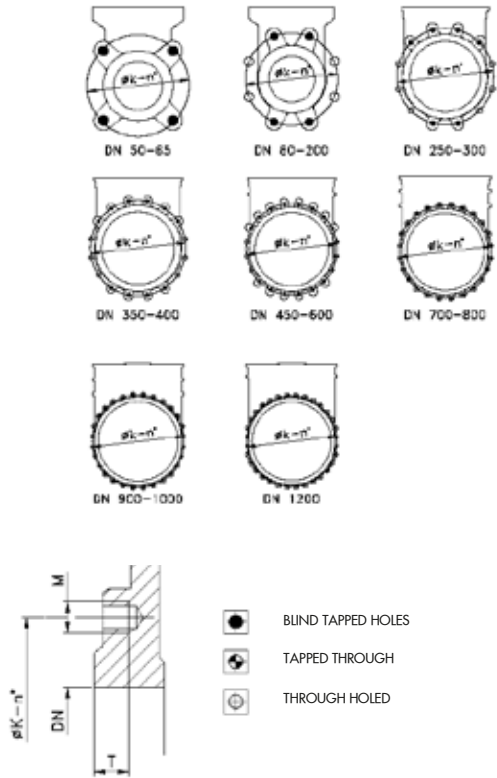 øk-n°
øk-n°
øk-n°
DN 50-65
DN 80-200
DN 250-300
øk-n°
øk-n°
øk-n°
DN 350-400
DN 450-600
DN 700-800
øk-n°
øk-n°
DN 900-1000
DN 1200
M
BLIND TAPPED HOLES
TAPPED THROUGH
THROUGH HOLED
øK-n°
DN
T